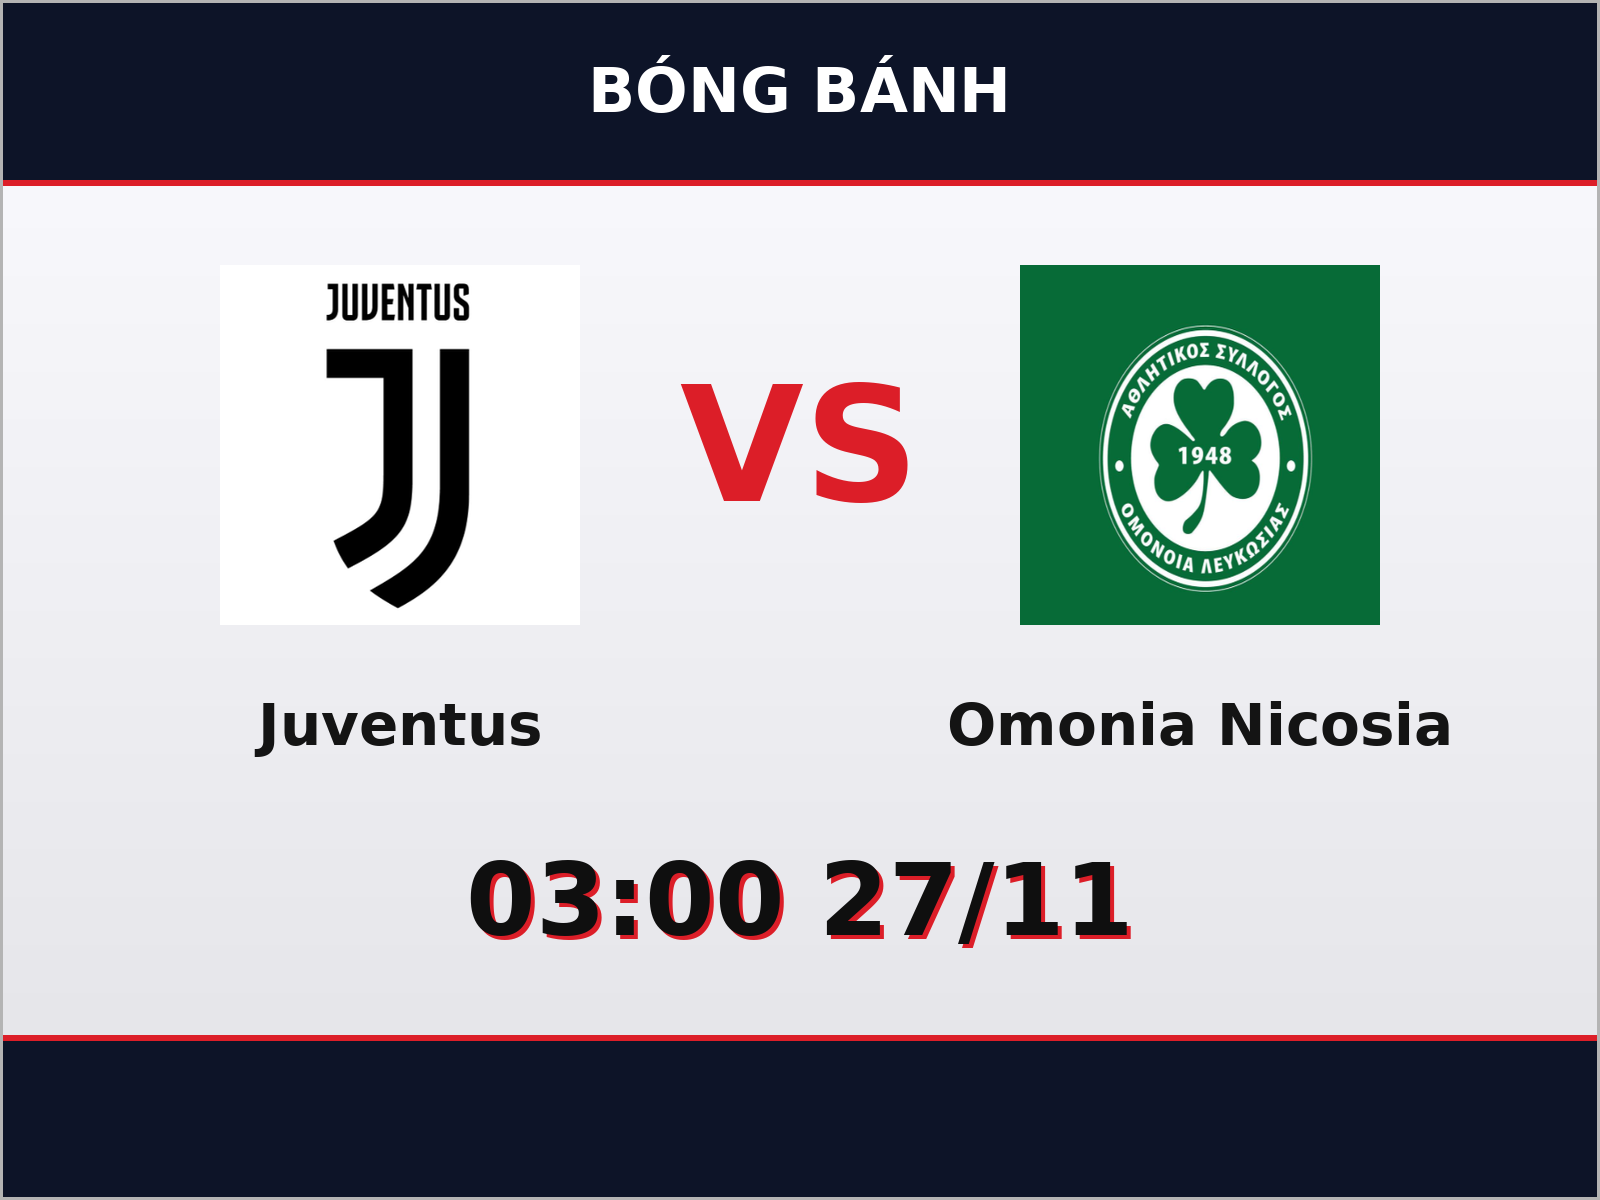 BÓNG BÁNH
JUVENTUS
VS
ΑΘΛΗΤΙΚΟΣ ΣΥΛΛΟΓΟΣ
1948
ΟΜΟΝΟΙΑ ΛΕΥΚΩΣΙΑΣ
Juventus
Omonia Nicosia
03:00 27/11